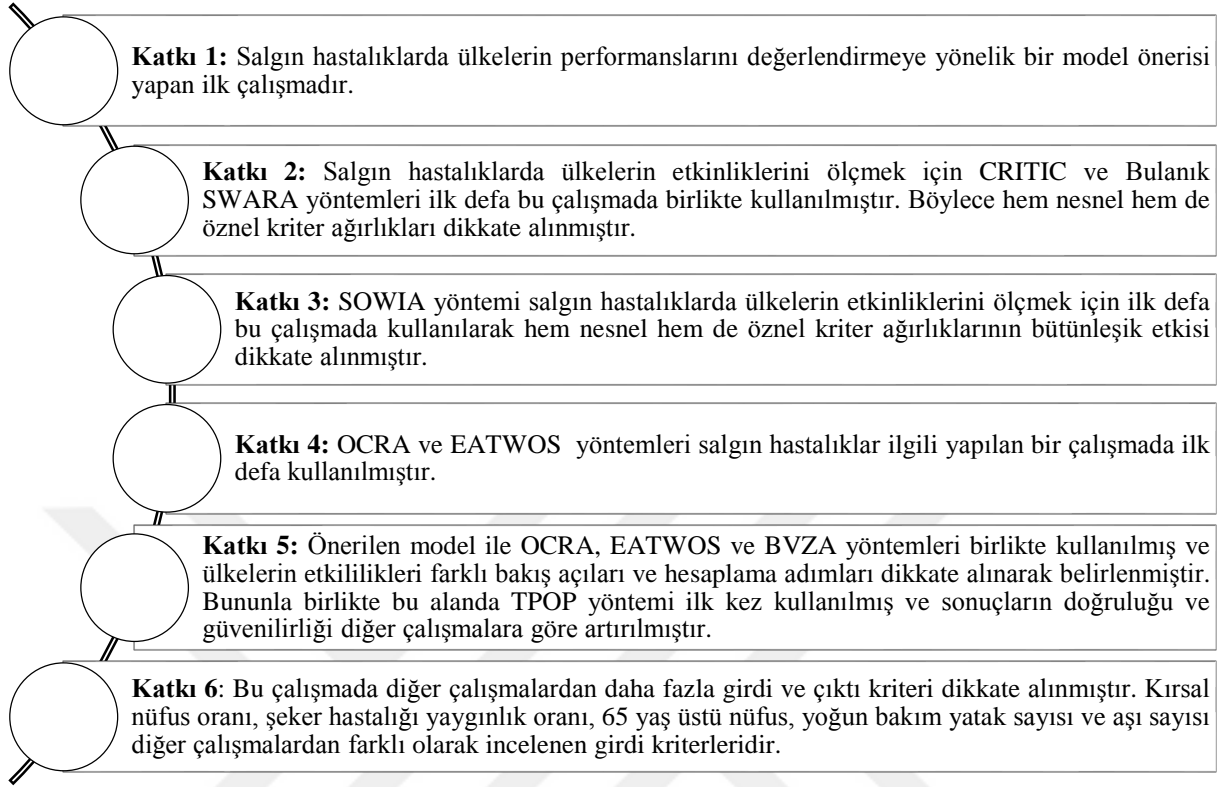 Katkı 1: Salgın hastalıklarda ülkelerin performanslarını değerlendirmeye yönelik bir model önerisi
yapan ilk çalışmadır.
Katkı 2: Salgın hastalıklarda ülkelerin etkinliklerini ölçmek için CRITIC ve Bulanık
SWARA yöntemleri ilk defa bu çalışmada birlikte kullanılmıştır. Böylece hem nesnel hem de
öznel kriter ağırlıkları dikkate alınmıştır.
Katkı 3: SOWIA yöntemi salgın hastalıklarda ülkelerin etkinliklerini ölçmek için ilk defa
bu çalışmada kullanılarak hem nesnel hem de öznel kriter ağırlıklarının bütünleşik etkisi
dikkate alınmıştır.
Katkı 4: OCRA ve EATWOS yöntemleri salgın hastalıklar ilgili yapılan bir çalışmada ilk
defa kullanılmıştır.
Katkı 5: Önerilen model ile OCRA, EATWOS ve BVZA yöntemleri birlikte kullanılmış ve
ülkelerin etkililikleri farklı bakış açıları ve hesaplama adımları dikkate alınarak belirlenmiştir.
Bununla birlikte bu alanda TPOP yöntemi ilk kez kullanılmış ve sonuçların doğruluğu ve
güvenilirliği diğer çalışmalara göre artırılmıştır.
Katkı 6: Bu çalışmada diğer çalışmalardan daha fazla girdi ve çıktı kriteri dikkate alınmıştır. Kırsal
nüfus oranı, şeker hastalığı yaygınlık oranı, 65 yaş üstü nüfus, yoğun bakım yatak sayısı ve aşı sayısı
diğer çalışmalardan farklı olarak incelenen girdi kriterleridir.